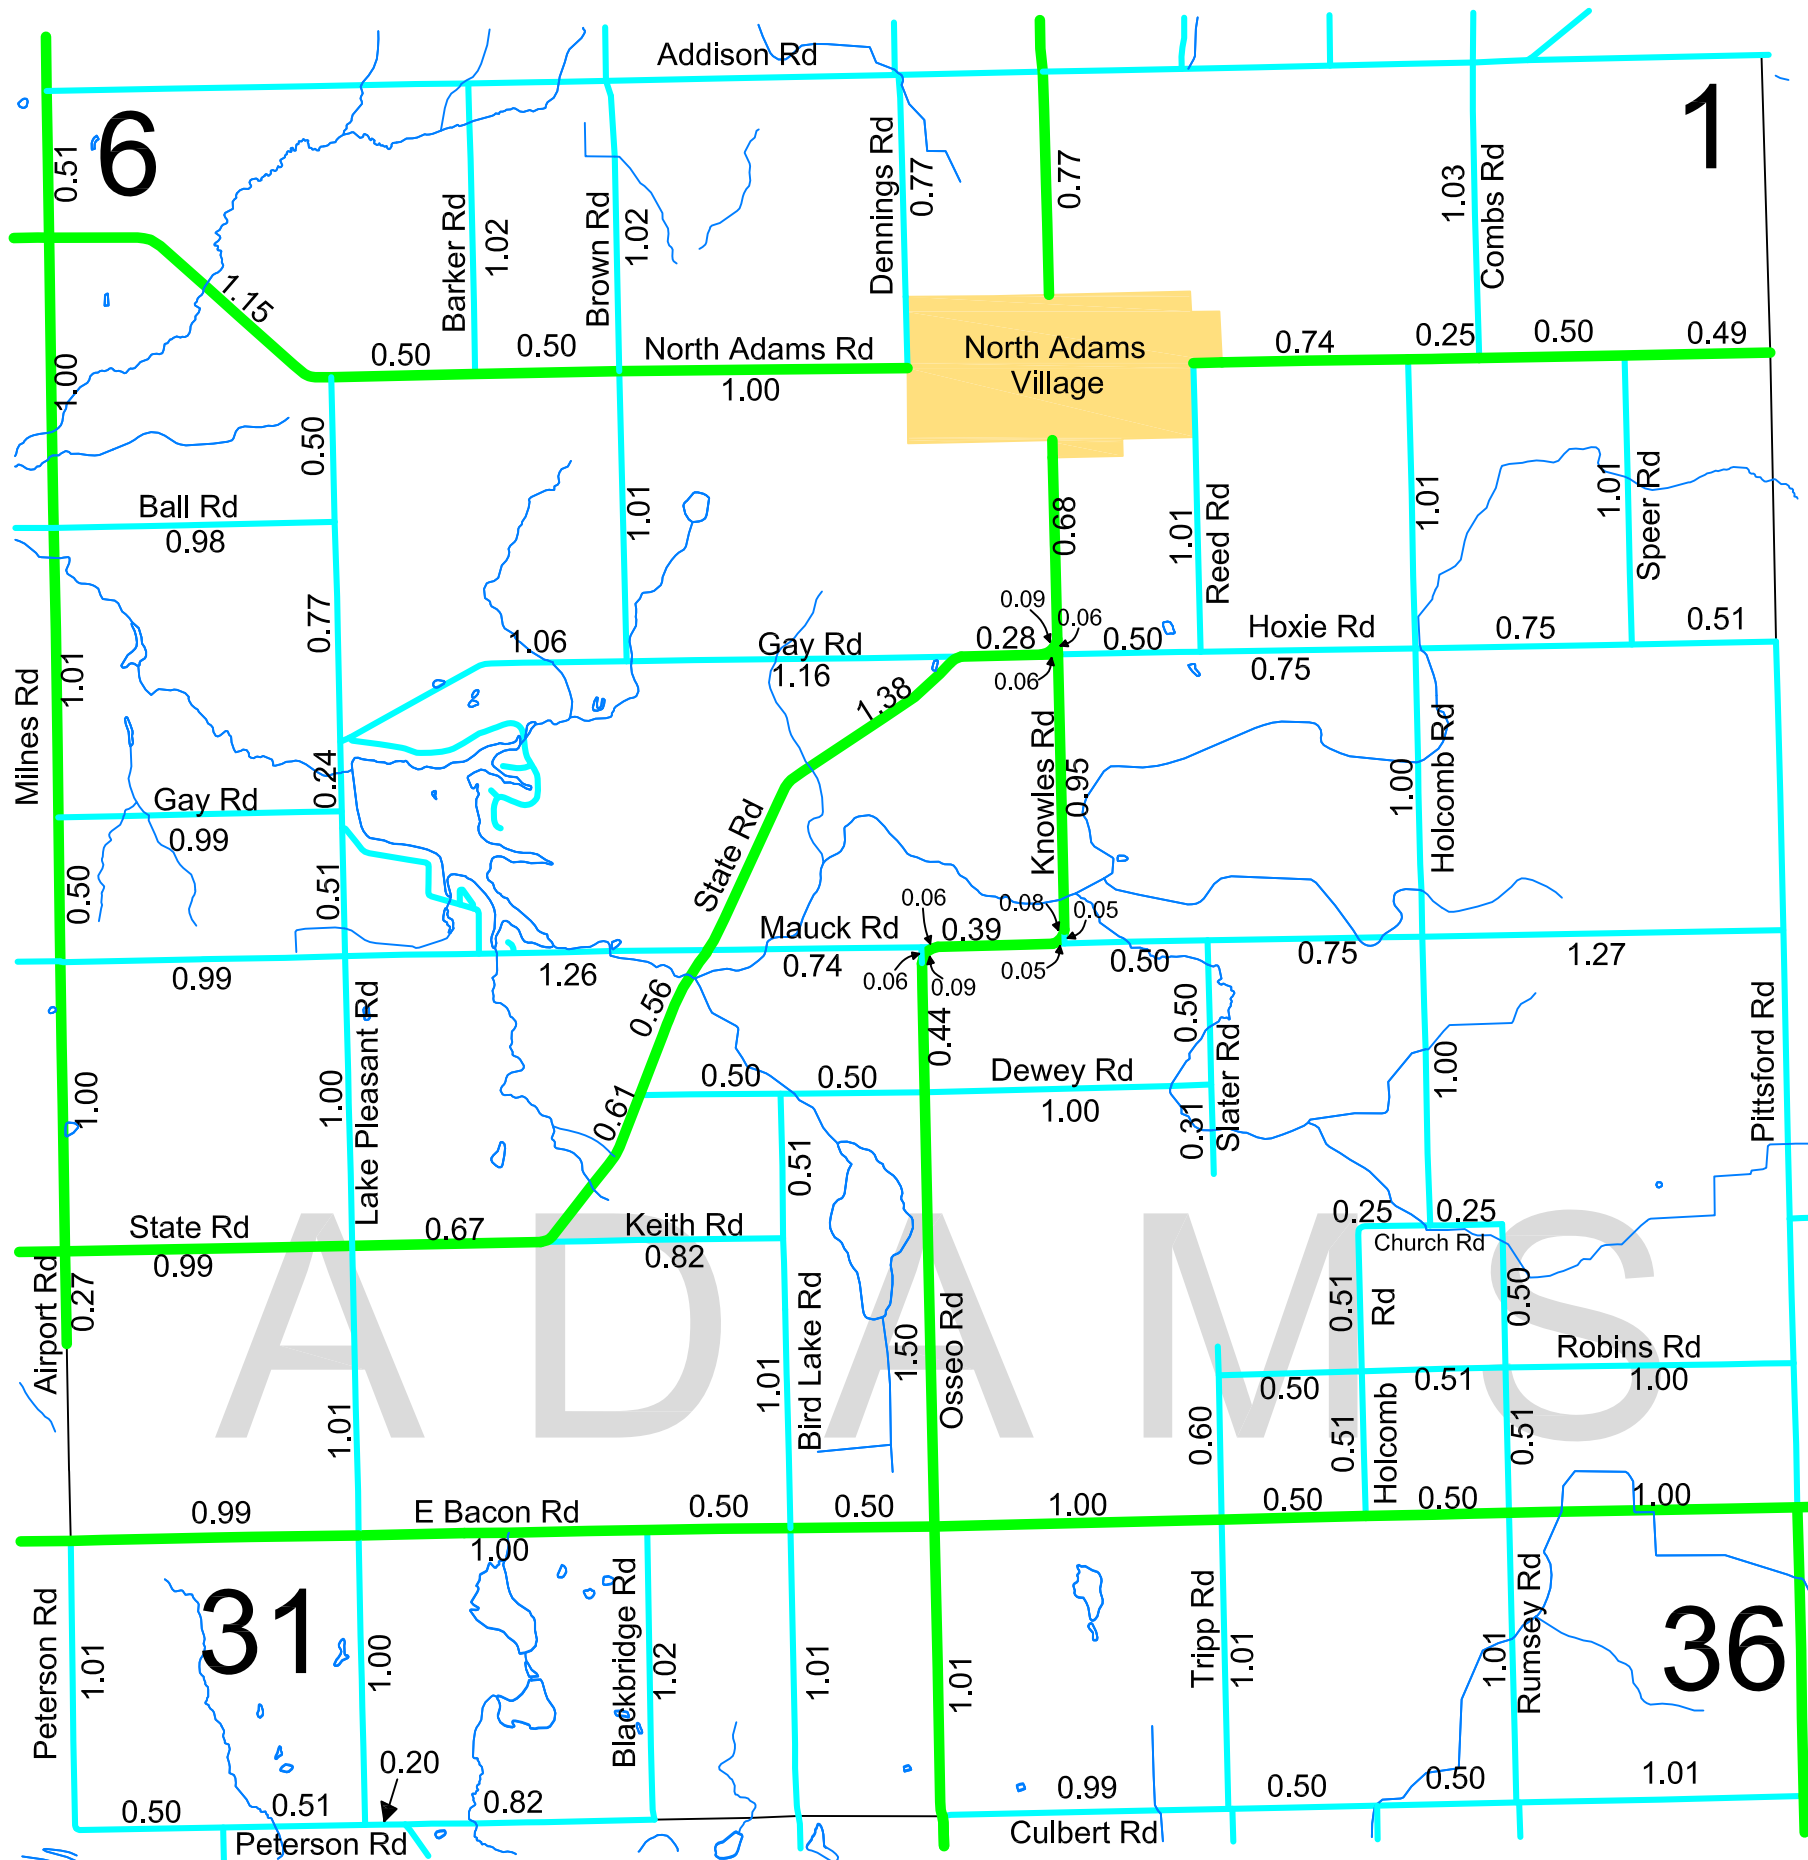 Addison Rd
6
1
0.51
Barker Rd
1.02
Brown Rd
1.02
Dennings Rd
0.77
0.77
1.03
Combs Rd
1.15
0.50
0.50
North Adams Rd
1.00
North Adams
Village
0.74
0.25
0.50
0.49
1.00
0.50
Ball Rd
0.98
1.01
0.68
1.01
Reed Rd
1.01
1.01
Speer Rd
0.77
1.06
Gay Rd
1.16
0.28
0.09
0.06
0.06
0.50
Hoxie Rd
0.75
0.75
0.51
Milnes Rd
1.01
1.38
Knowles Rd
0.95
1.00
Holcomb Rd
0.24
Gay Rd
0.99
State Rd
0.50
0.51
Mauck Rd
0.06
0.39
0.08
0.05
0.99
1.26
0.74
0.06
0.09
0.05
0.50
0.75
1.27
0.56
0.44
0.50
Slater Rd
Lake Pleasant Rd
Pittsford Rd
1.00
1.00
0.61
0.50
0.50
Dewey Rd
1.00
0.31
1.00
0.51
State Rd
0.99
0.67
Keith Rd
0.82
0.25
0.25
Church Rd
ADAMS
Airport Rd
0.27
Bird Lake Rd
1.01
1.50
Osseo Rd
0.51
Rd
0.50
Robins Rd
1.00
0.50
0.51
1.01
0.60
0.51
Holcomb
0.51
0.99
E Bacon Rd
1.00
0.50
0.50
1.00
0.50
0.50
1.00
31
36
Peterson Rd
1.01
1.00
Blackbridge Rd
1.02
1.01
1.01
Tripp Rd
1.01
1.01
Rumsey Rd
0.20
0.50
0.51
0.82
Peterson Rd
0.99
Culbert Rd
0.50
0.50
1.01